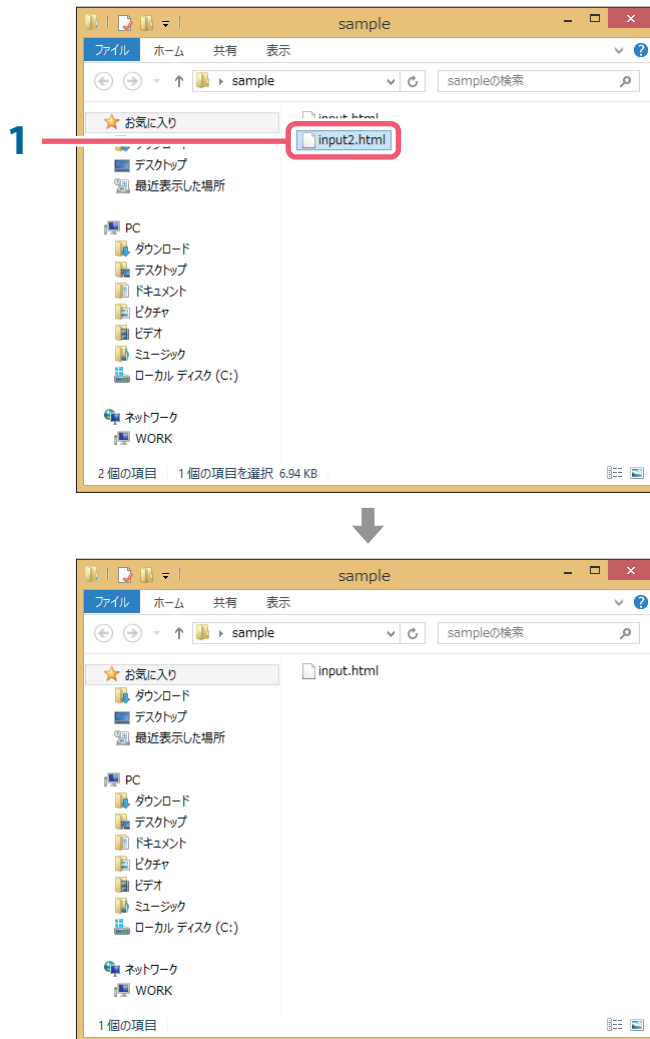 sample
ファイル ホーム 共有 表示
sample sampleの検索
お気に入り
input.html
1
input2.html
ダウンロード
デスクトップ
最近表示した場所
PC
ダウンロード
デスクトップ
ドキュメント
ピクチャ
ビデオ
ミュージック
ローカル ディスク (C:)
ネットワーク
WORK
2 個の項目 1 個の項目を選択 6.94 KB
sample
ファイル ホーム 共有 表示
sample sampleの検索
お気に入り
input.html
ダウンロード
デスクトップ
最近表示した場所
PC
ダウンロード
デスクトップ
ドキュメント
ピクチャ
ビデオ
ミュージック
ローカル ディスク (C:)
ネットワーク
WORK
1 個の項目